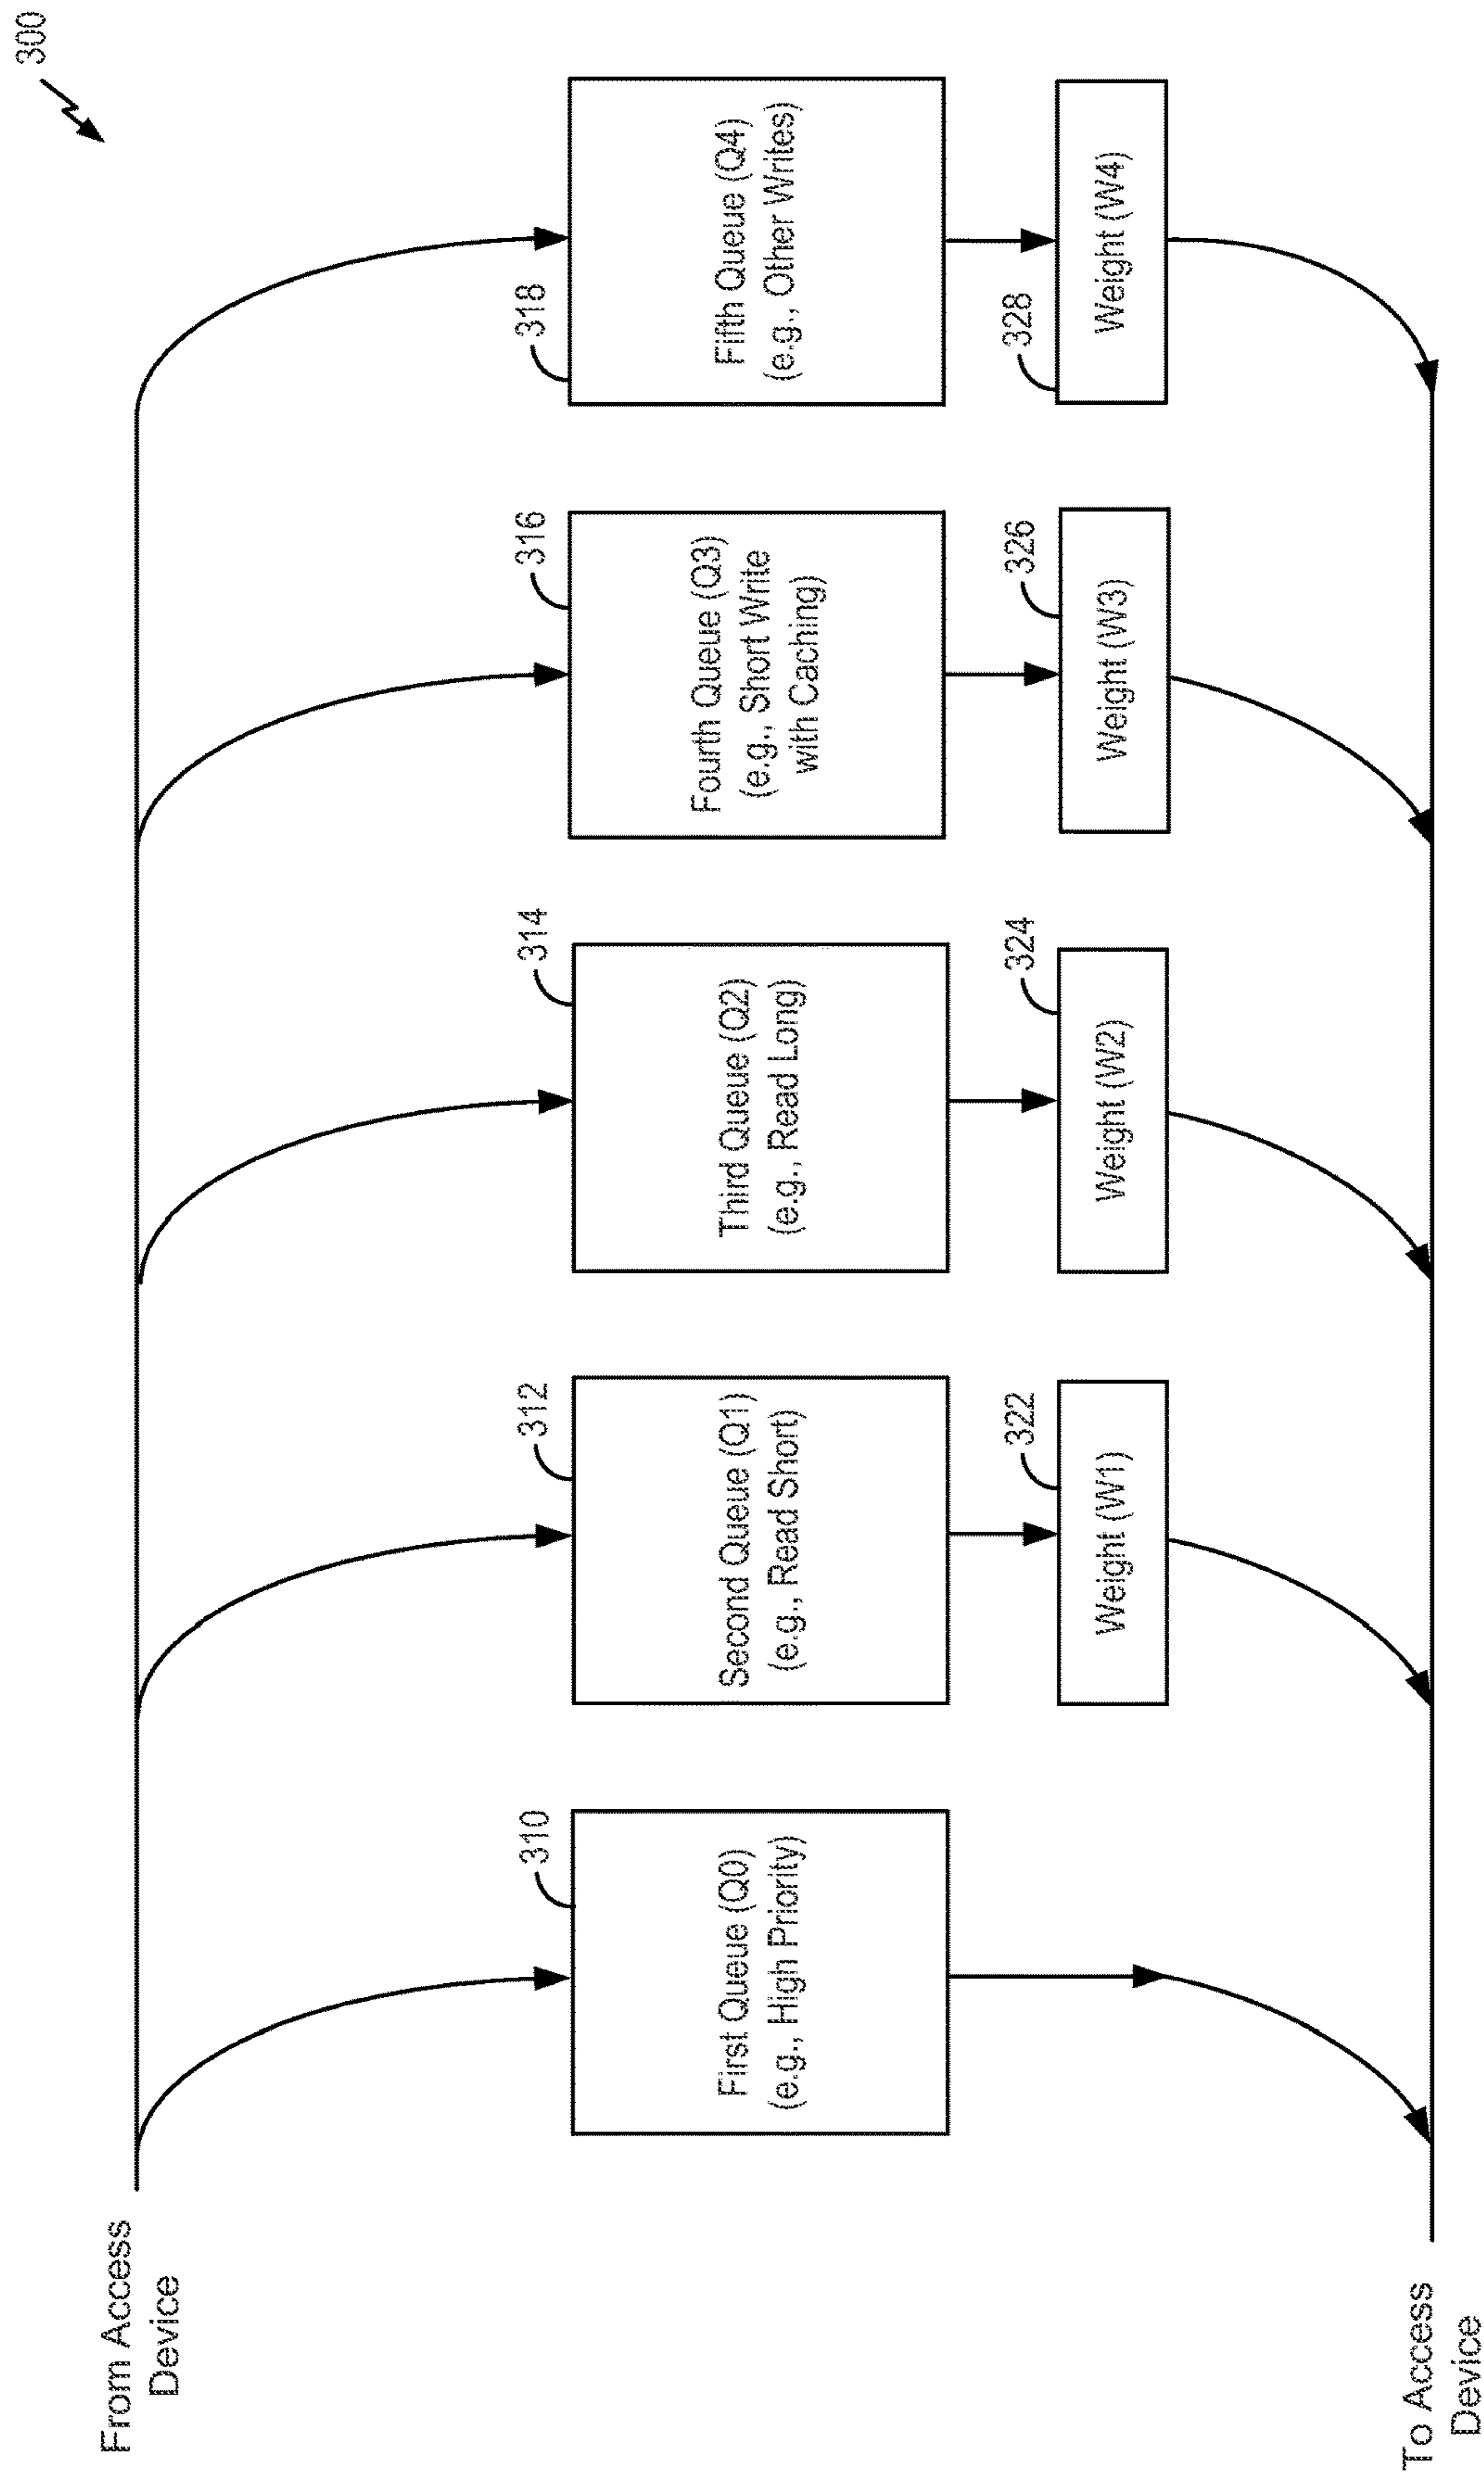 300
From Access
Device
310
First Queue (Q0)
(e.g., High Priority)
312
Second Queue (Q1)
(e.g., Read Short)
314
Third Queue (Q2)
(e.g., Read Long)
316
Fourth Queue (Q3)
(e.g., Short Write
with Caching)
318
Fifth Queue (Q4)
(e.g., Other Writes)
322
Weight (W1)
324
Weight (W2)
326
Weight (W3)
328
Weight (W4)
To Access
Device